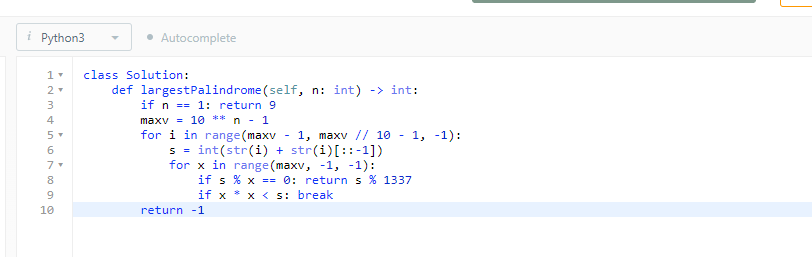 i Python3 Autocomplete
1 class Solution:
2     def largestPalindrome(self, n: int) -> int:
3         if n == 1: return 9
4         maxv = 10 ** n - 1
5         for i in range(maxv - 1, maxv // 10 - 1, -1):
6             s = int(str(i) + str(i)[::-1])
7             for x in range(maxv, -1, -1):
8                 if s % x == 0: return s % 1337
9                 if x * x < s: break
10         return -1